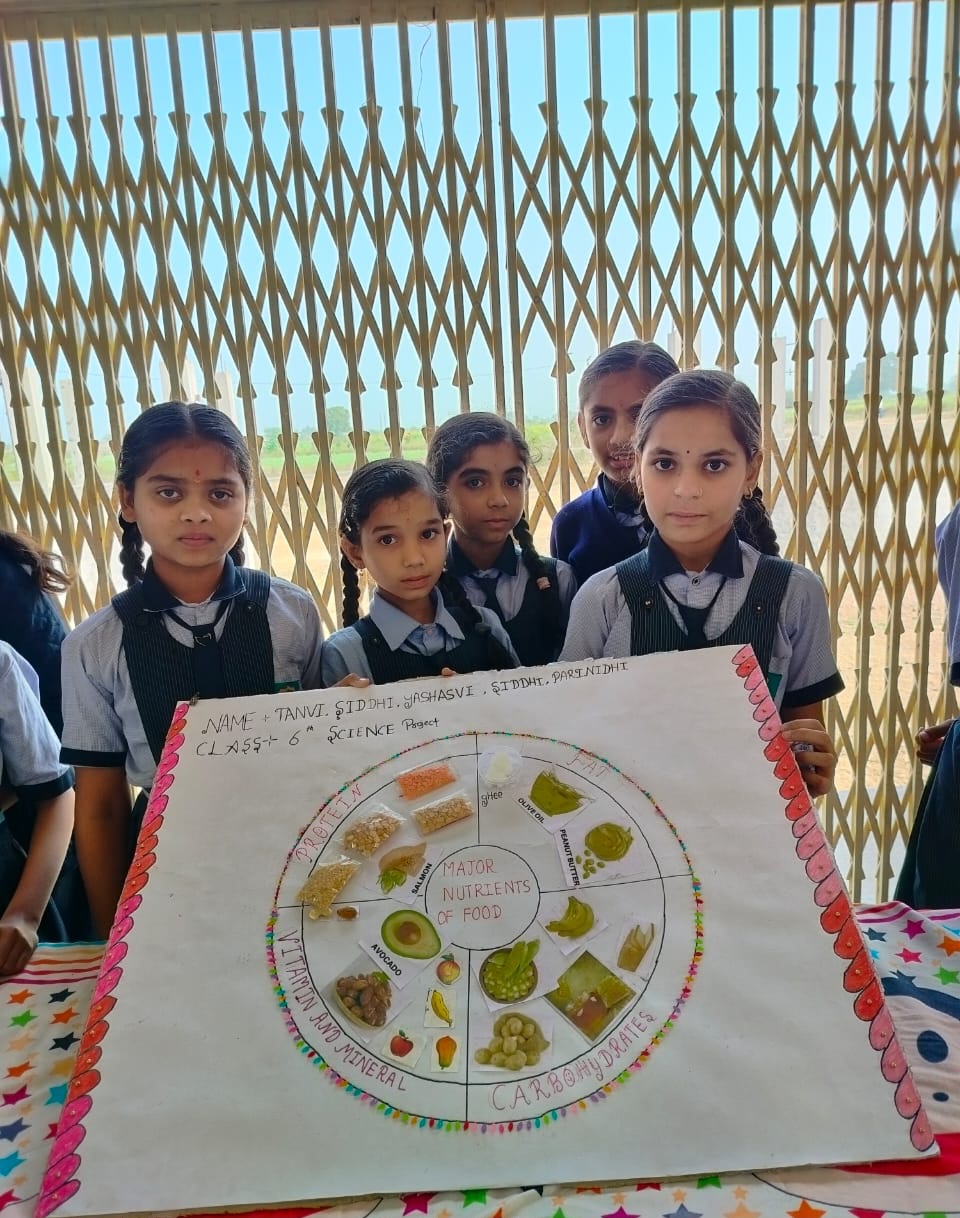 NAME + TANVI, SIDDHI, YASHASVI, SIDDHI, PARINIDHI
CLASS + 6th SCIENCE Project
PROTEIN
FAT
gHee
OLIVE OIL
PEANUT BUTTER
SALMON
MAJOR
NUTRIENTS
OF FOOD
AVOCADO
VITAMIN AND MINERAL
CARBOHYDRATES